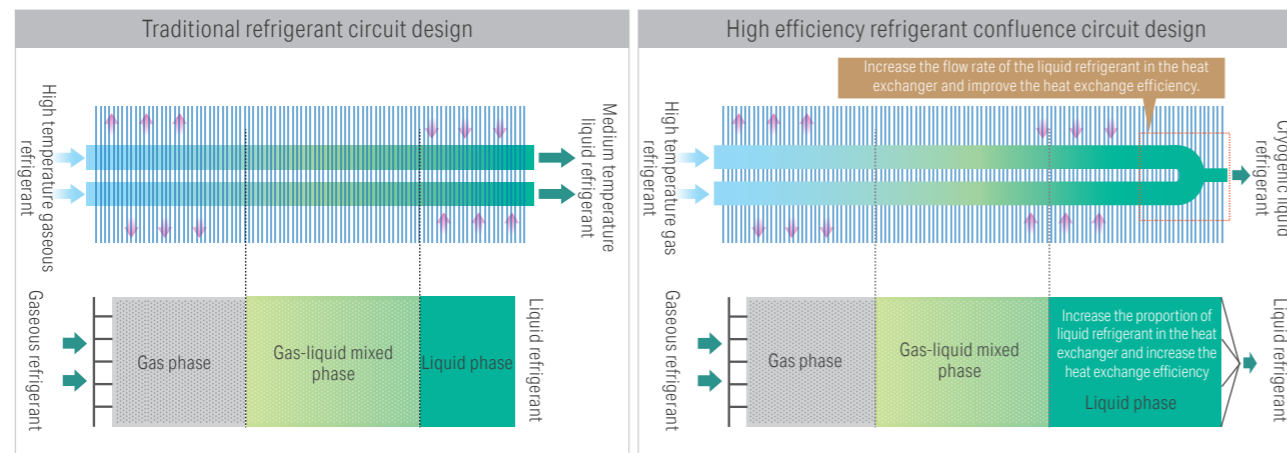 Traditional refrigerant circuit design
High temperature gaseous
refrigerant
Medium temperature
liquid refrigerant
Gaseous refrigerant
Gas phase
Gas-liquid mixed
phase
Liquid phase
Liquid refrigerant
High efficiency refrigerant confluence circuit design
Increase the flow rate of the liquid refrigerant in the heat
exchanger and improve the heat exchange efficiency.
High temperature gas
refrigerant
Cryogenic liquid
refrigerant
Gaseous refrigerant
Gas phase
Gas-liquid mixed
phase
Increase the proportion of
liquid refrigerant in the heat
exchanger and increase the
heat exchange efficiency
Liquid phase
Liquid refrigerant